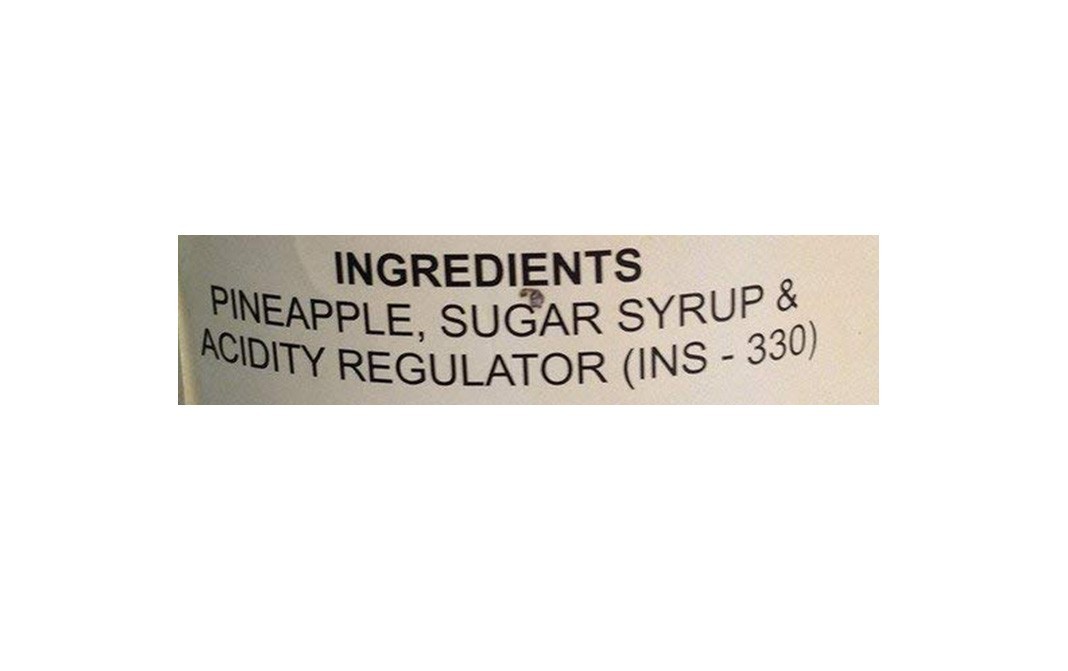 INGREDIENTS
PINEAPPLE, SUGAR SYRUP &
ACIDITY REGULATOR (INS - 330)